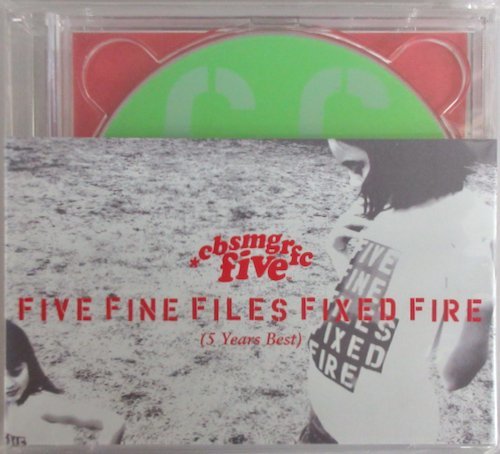 *cbsmgrfc
five
FIVE FINE FILES FIXED FIRE
(5 Years Best)
FIVE
FINE
FILES
FIXED
FIRE